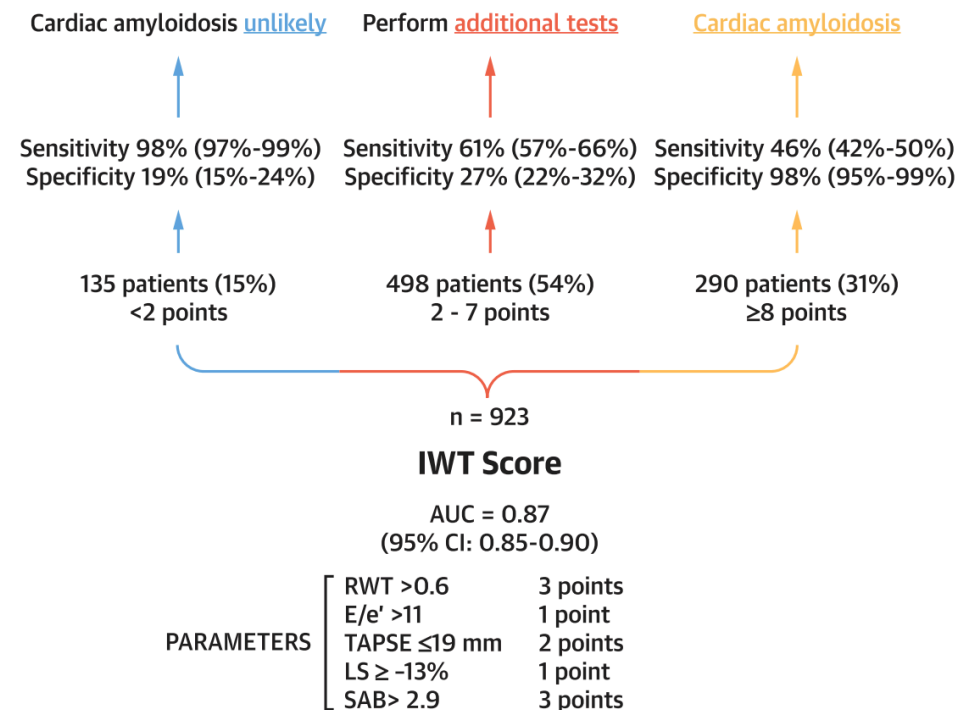 Cardiac amyloidosis unlikely
Perform additional tests
Cardiac amyloidosis
Sensitivity 98% (97%-99%)
Specificity 19% (15%-24%)
Sensitivity 61% (57%-66%)
Specificity 27% (22%-32%)
Sensitivity 46% (42%-50%)
Specificity 98% (95%-99%)
135 patients (15%)
<2 points
498 patients (54%)
2 - 7 points
290 patients (31%)
≥8 points
n = 923
IWT Score
AUC = 0.87
(95% CI: 0.85-0.90)
PARAMETERS
RWT >0.6 3 points
E/e' >11 1 point
TAPSE ≤19 mm 2 points
LS ≥ -13% 1 point
SAB> 2.9 3 points